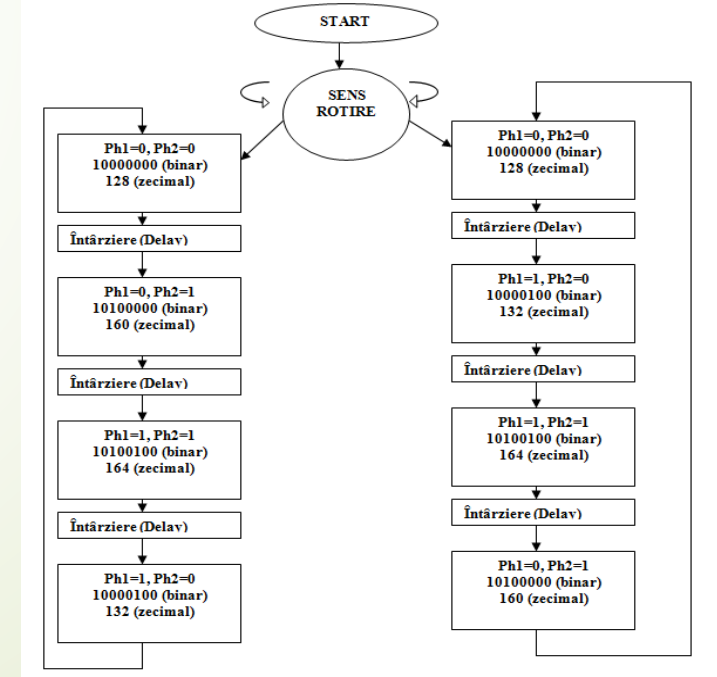 START
SENS
ROTIRE
Ph1=0, Ph2=0
10000000 (binar)
128 (zecimal)
Întârziere (Delay)
Ph1=0, Ph2=1
10100000 (binar)
160 (zecimal)
Întârziere (Delay)
Ph1=1, Ph2=1
10100100 (binar)
164 (zecimal)
Întârziere (Delay)
Ph1=1, Ph2=0
10000100 (binar)
132 (zecimal)
Ph1=0, Ph2=0
10000000 (binar)
128 (zecimal)
Întârziere (Delay)
Ph1=1, Ph2=0
10000100 (binar)
132 (zecimal)
Întârziere (Delay)
Ph1=1, Ph2=1
10100100 (binar)
164 (zecimal)
Întârziere (Delay)
Ph1=0, Ph2=1
10100000 (binar)
160 (zecimal)